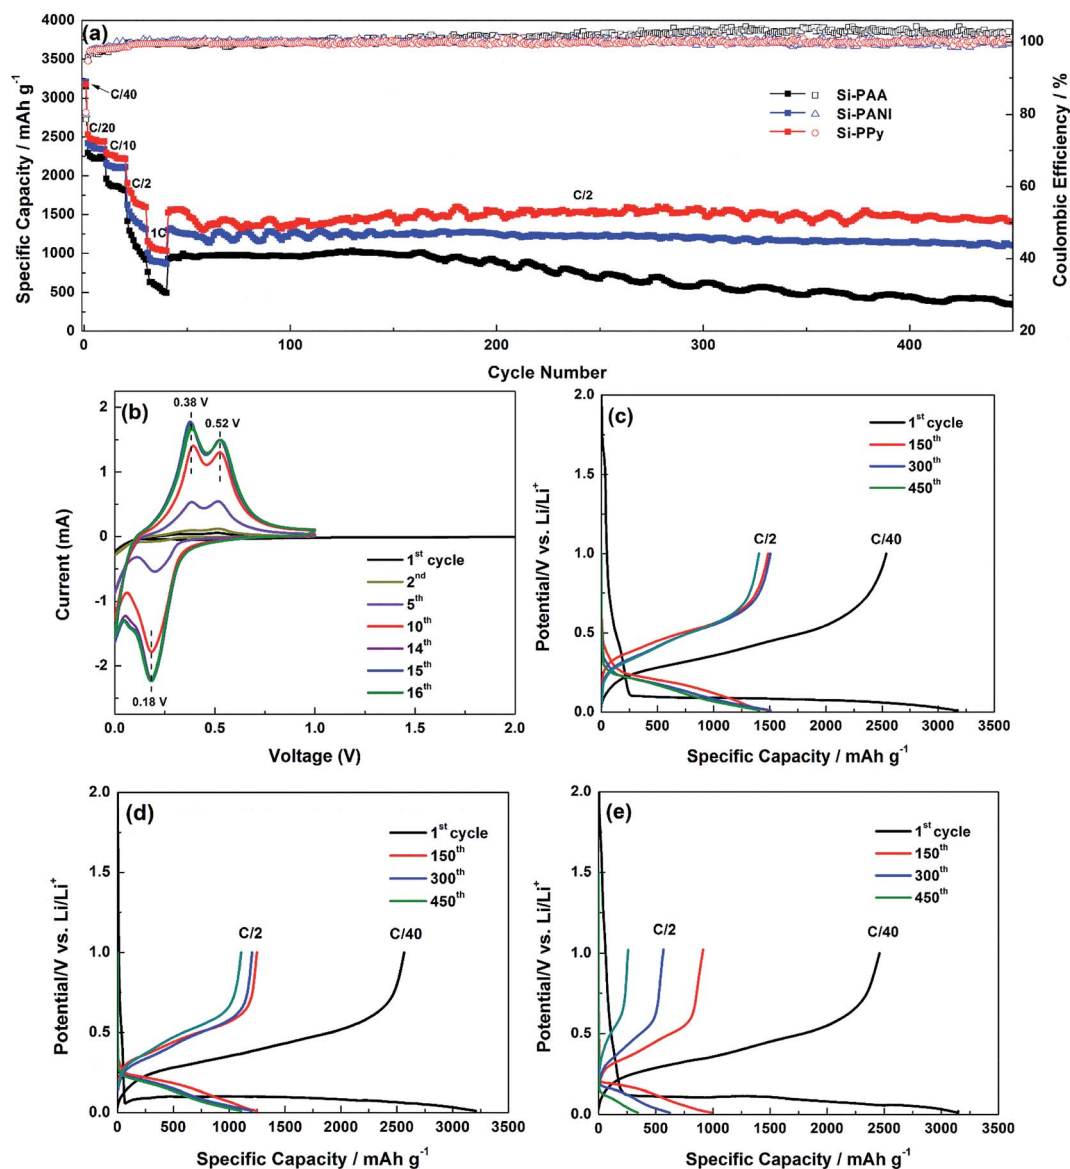 (a)
4000
3500
3000
2500
2000
1500
1000
500
0
Specific Capacity / mAh g⁻¹
C/40
C/20
C/10
C/2
1C
C/2
Si-PAA
Si-PANI
Si-PPy
100
80
60
40
20
Coulombic Efficiency / %
0 100 200 300 400
Cycle Number
(b)
0.38 V
0.52 V
2
1
0
-1
-2
Current (mA)
1st cycle
2nd
5th
10th
14th
15th
16th
0.18 V
0.0 0.5 1.0 1.5 2.0
Voltage (V)
(c)
2.0
1.5
1.0
0.5
0.0
Potential/V vs. Li/Li⁺
1st cycle
150th
300th
450th
C/2
C/40
0 500 1000 1500 2000 2500 3000 3500
Specific Capacity / mAh g⁻¹
(d)
2.0
1.5
1.0
0.5
0.0
Potential/V vs. Li/Li⁺
1st cycle
150th
300th
450th
C/2
C/40
0 500 1000 1500 2000 2500 3000 3500
Specific Capacity / mAh g⁻¹
(e)
2.0
1.5
1.0
0.5
0.0
Potential/V vs. Li/Li⁺
1st cycle
150th
300th
450th
C/2
C/40
0 500 1000 1500 2000 2500 3000 3500
Specific Capacity / mAh g⁻¹